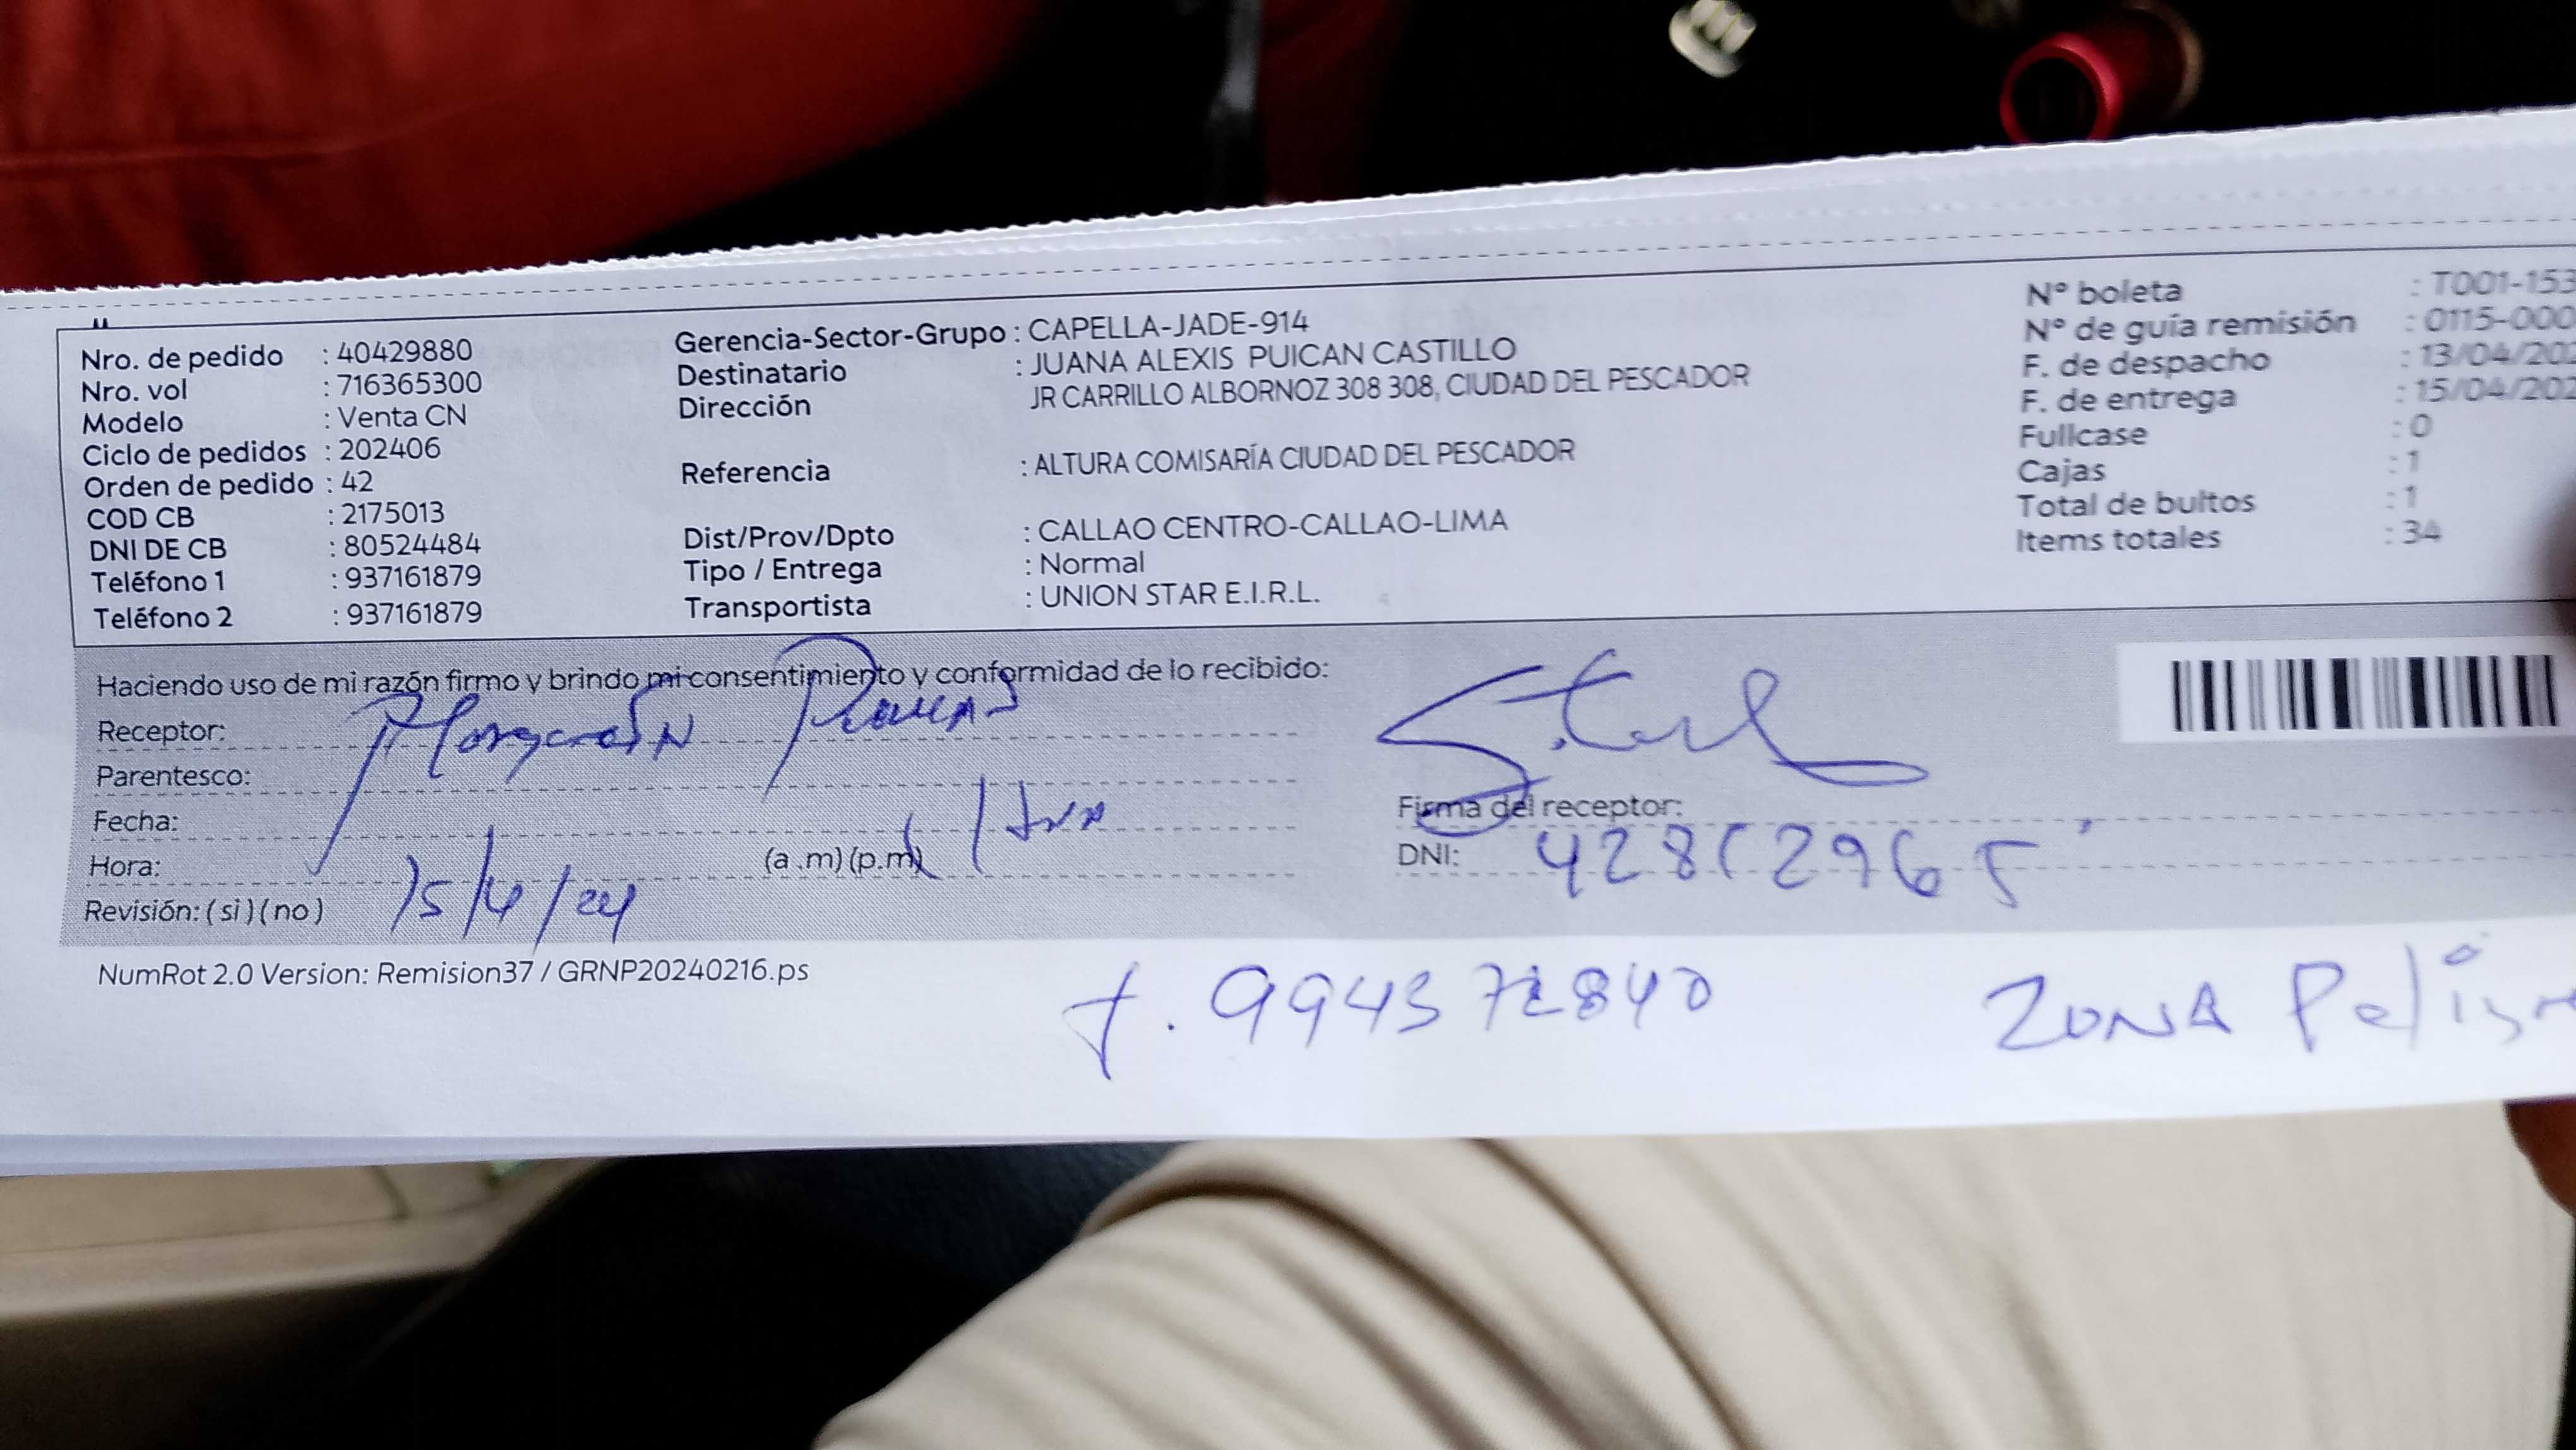 Nro. de pedido : 40429880
Nro. vol : 716365300
Modelo : Venta CN
Ciclo de pedidos : 202406
Orden de pedido : 42
COD CB : 2175013
DNI DE CB : 80524484
Teléfono 1 : 937161879
Teléfono 2 : 937161879
Gerencia-Sector-Grupo : CAPELLA-JADE-914
Destinatario : JUANA ALEXIS PUICAN CASTILLO
Dirección JR CARRILLO ALBORNOZ 308 308, CIUDAD DEL PESCADOR
Referencia : ALTURA COMISARÍA CIUDAD DEL PESCADOR
Dist/Prov/Dpto : CALLAO CENTRO-CALLAO-LIMA
Tipo / Entrega : Normal
Transportista : UNION STAR E.I.R.L.
Nº boleta : T001-153
Nº de guía remisión : 0115-000
F. de despacho : 13/04/202
F. de entrega : 15/04/202
Fullcase : 0
Cajas : 1
Total de bultos : 1
Items totales : 34
Haciendo uso de mi razón firmo y brindo mi consentimiento y conformidad de lo recibido:
Receptor:
Parentesco:
Fecha:
Hora: (a .m) (p.m)
Revisión: ( si ) ( no ) 15/4/24
Firma del receptor:
DNI:
NumRot 2.0 Version: Remision37 / GRNP20240216.ps
ZONA